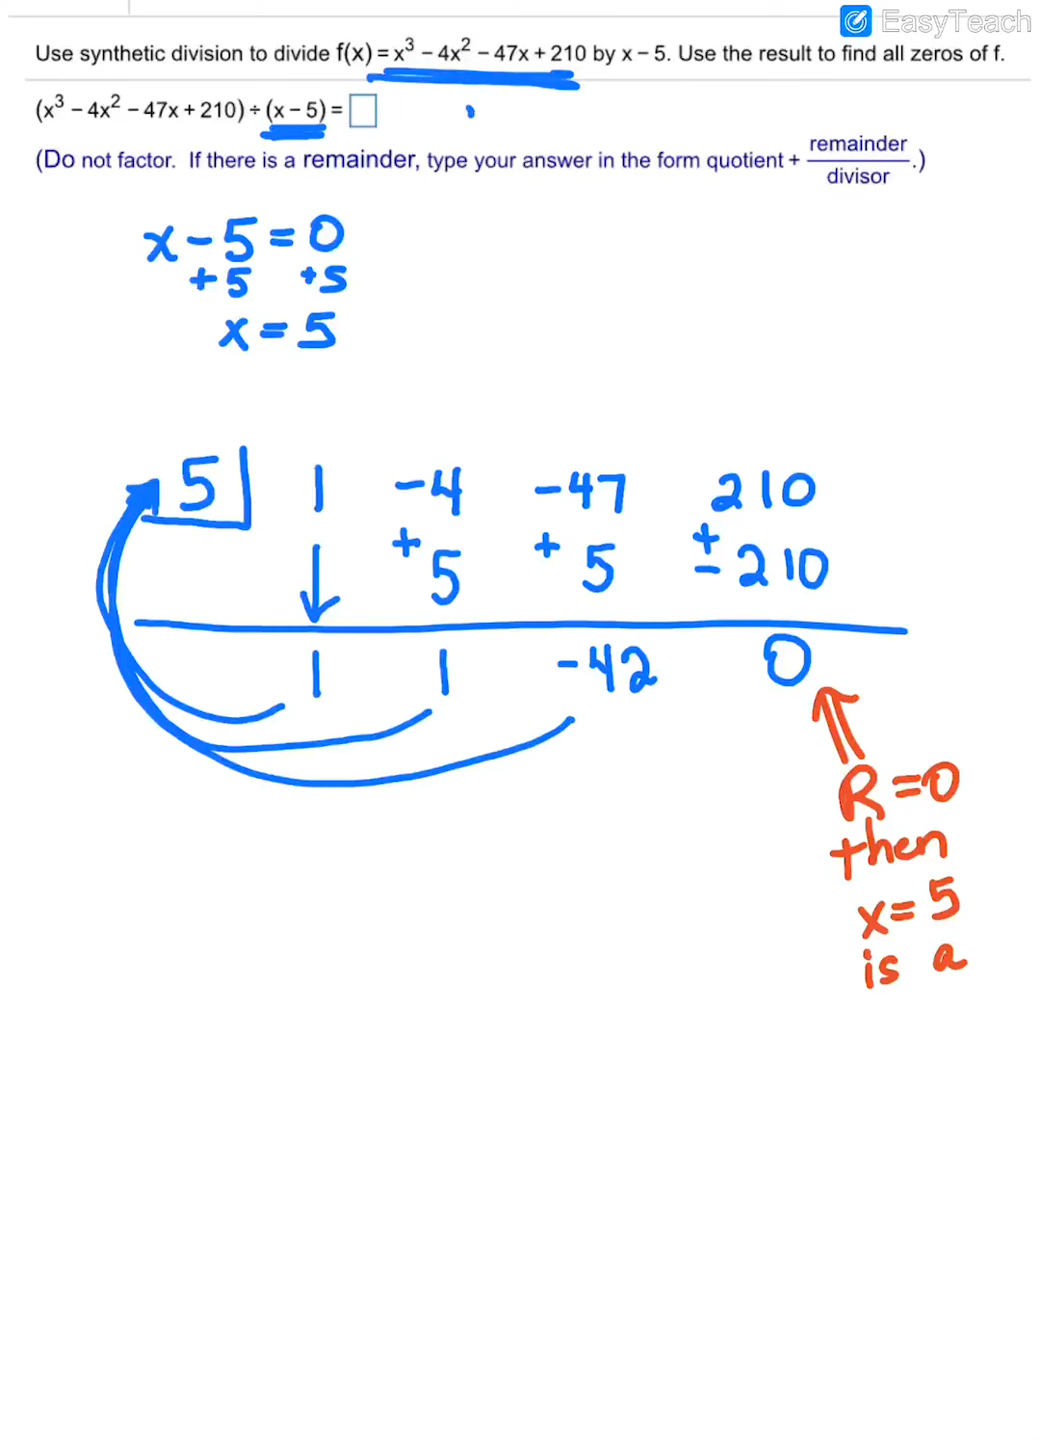 EasyTeach
Use synthetic division to divide f(x) = x³ − 4x² − 47x + 210 by x − 5. Use the result to find all zeros of f.
(x³ − 4x² − 47x + 210) ÷ (x − 5) =
(Do not factor. If there is a remainder, type your answer in the form quotient + remainder/divisor.)
x − 5 = 0
+5 +5
x = 5
5 1 −4 −47 210
+ + +
5 5 −210
1 1 −42 0
R = 0
then
x = 5
is a